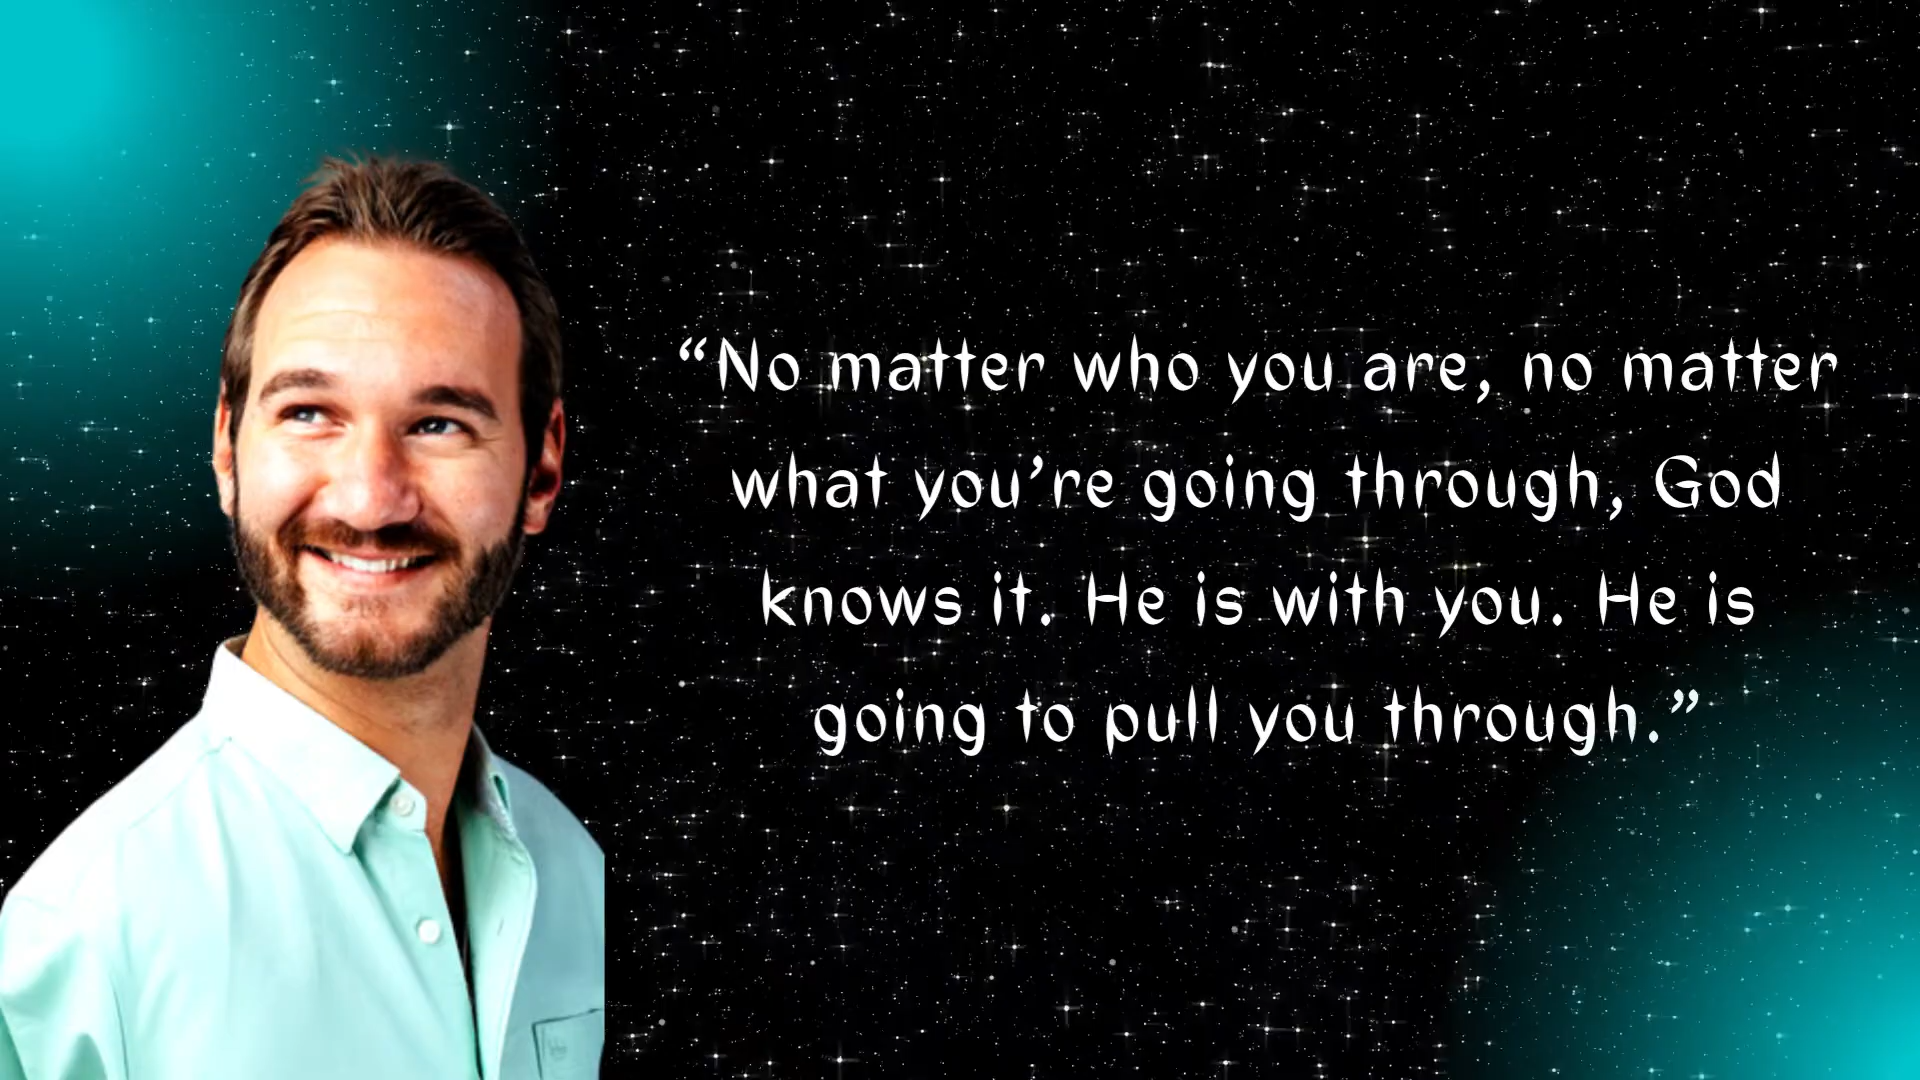 “No matter who you are, no matter
what you’re going through, God
knows it. He is with you. He is
going to pull you through.”